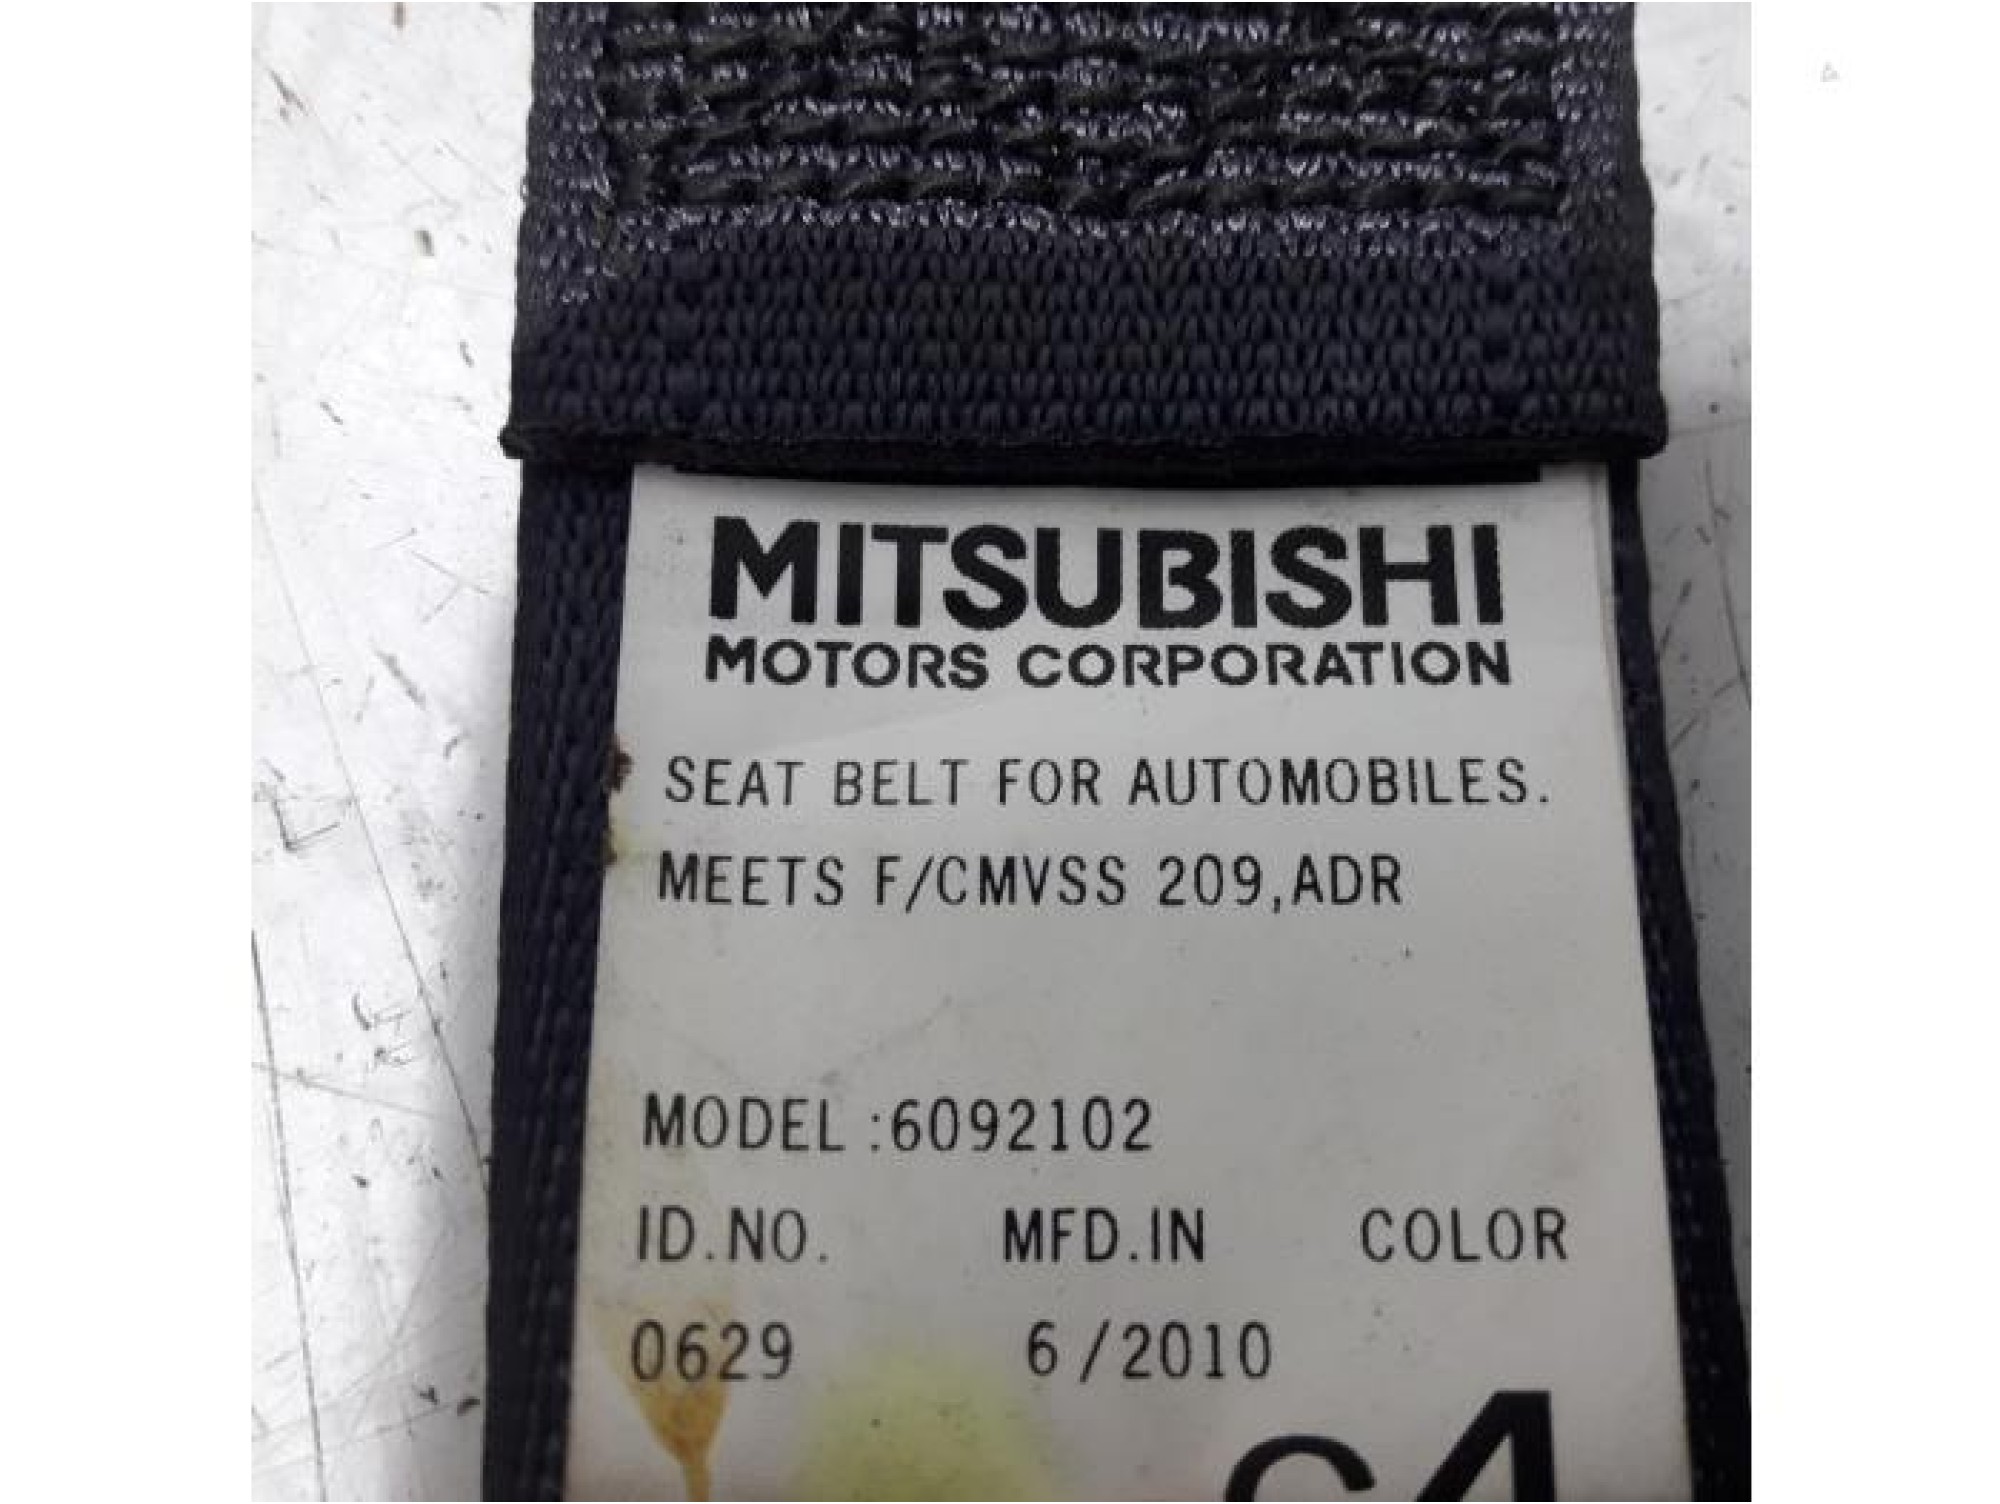 MITSUBISHI
MOTORS CORPORATION
SEAT BELT FOR AUTOMOBILES.
MEETS F/CMVSS 209,ADR
MODEL :6092102
ID.NO. MFD.IN COLOR
0629 6/2010